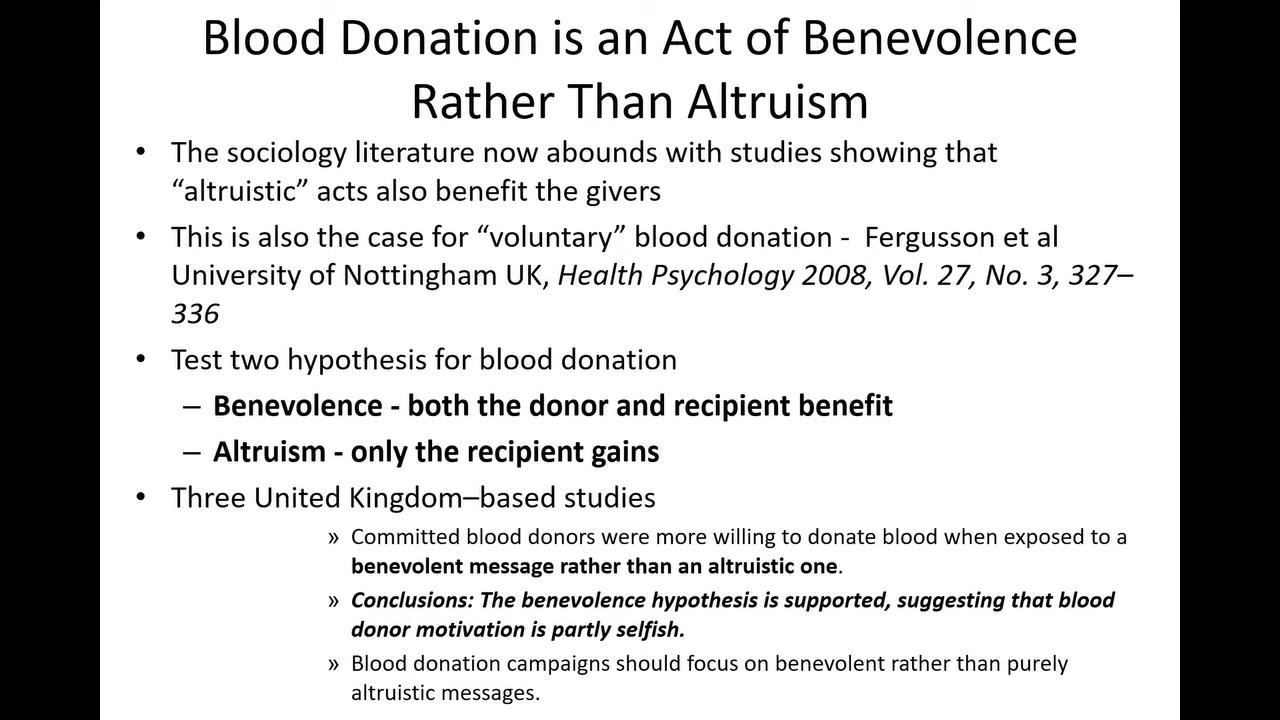 Blood Donation is an Act of Benevolence
Rather Than Altruism
• The sociology literature now abounds with studies showing that
“altruistic” acts also benefit the givers
• This is also the case for “voluntary” blood donation - Fergusson et al
University of Nottingham UK, Health Psychology 2008, Vol. 27, No. 3, 327–
336
• Test two hypothesis for blood donation
– Benevolence - both the donor and recipient benefit
– Altruism - only the recipient gains
• Three United Kingdom–based studies
» Committed blood donors were more willing to donate blood when exposed to a
benevolent message rather than an altruistic one.
» Conclusions: The benevolence hypothesis is supported, suggesting that blood
donor motivation is partly selfish.
» Blood donation campaigns should focus on benevolent rather than purely
altruistic messages.